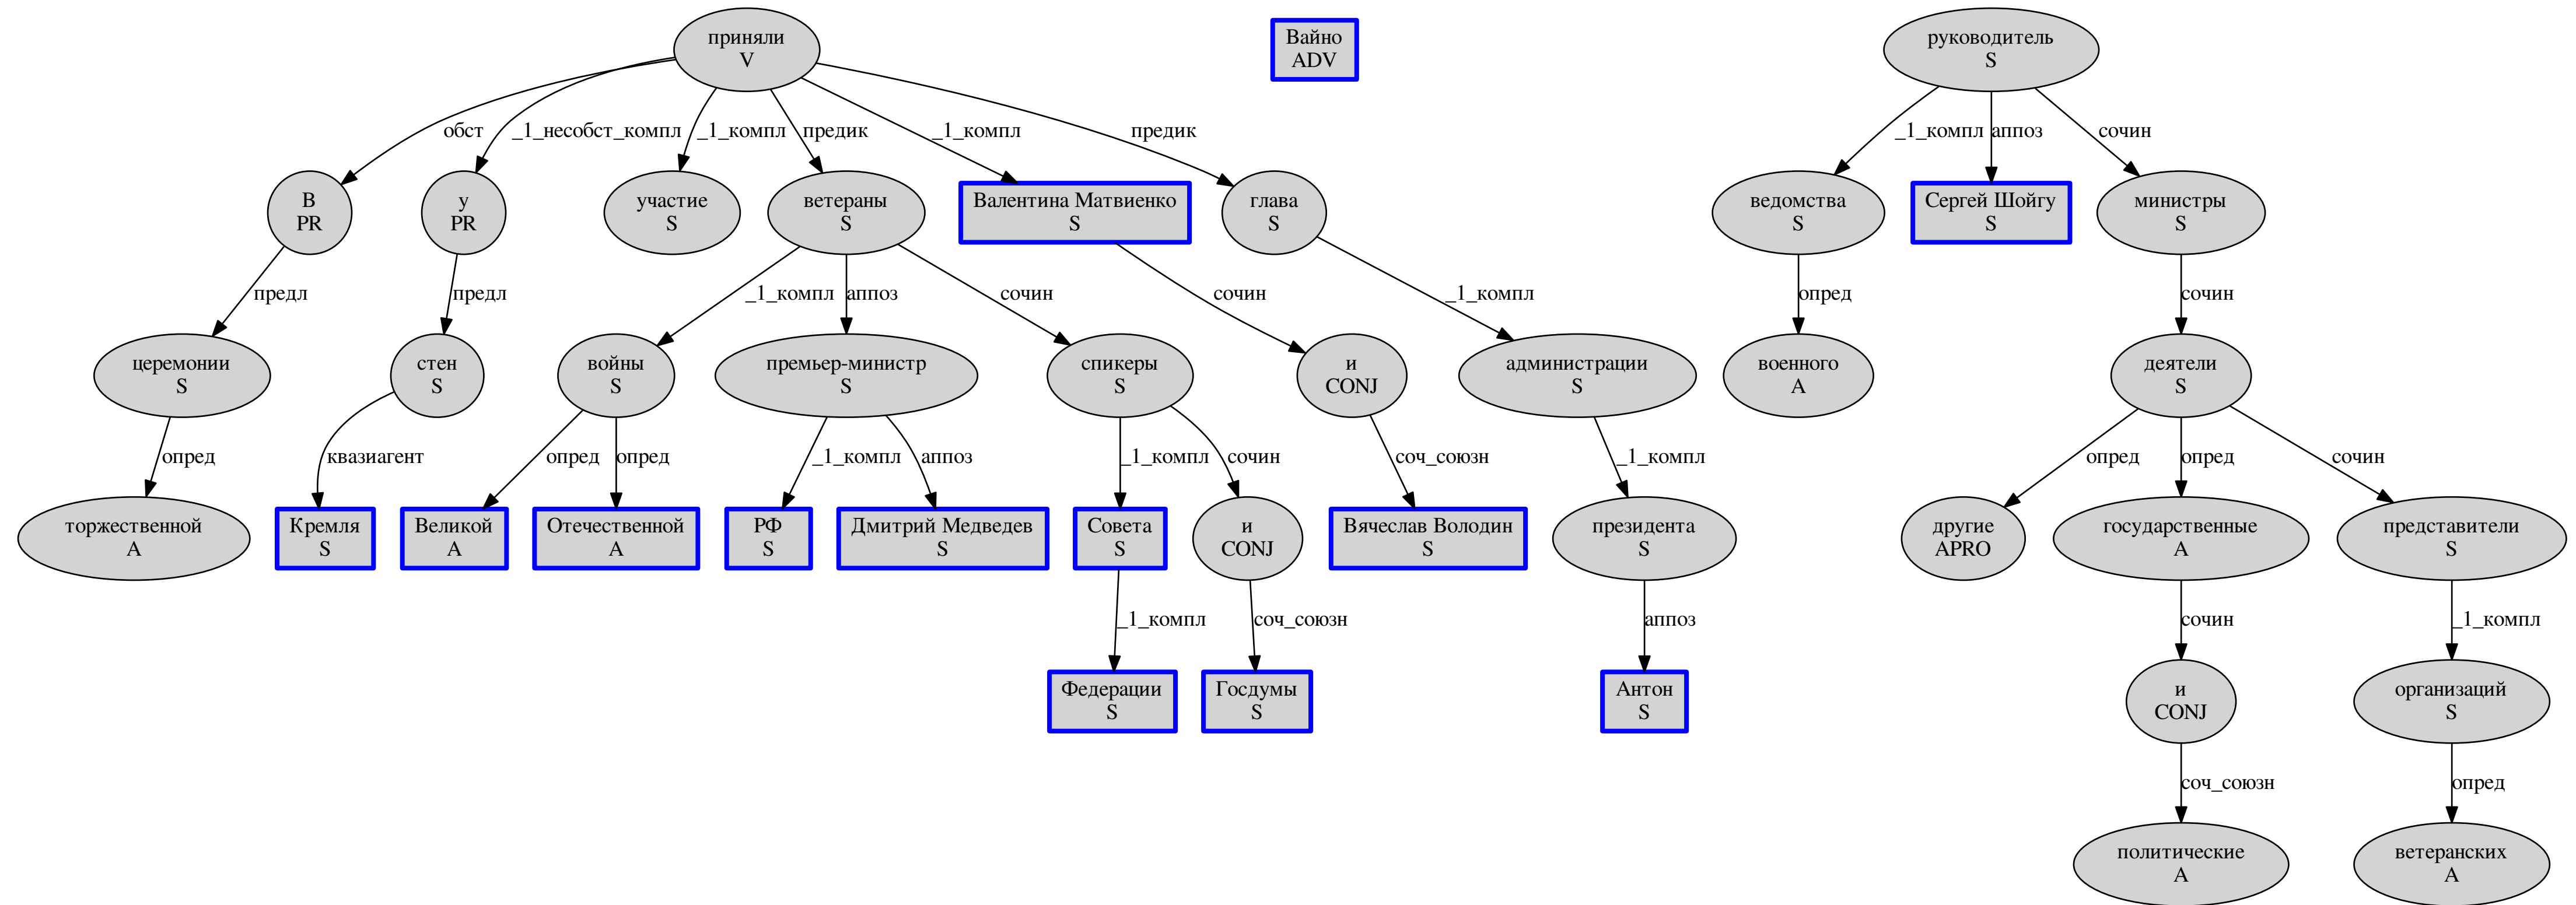 приняли
V
Вайно
ADV
руководитель
S
обст
_1_несобст_компл
_1_компл
предик
_1_компл
предик
_1_компл
аппоз
сочин
В
PR
у
PR
участие
S
ветераны
S
Валентина Матвиенко
S
глава
S
ведомства
S
Сергей Шойгу
S
министры
S
предл
предл
_1_компл
аппоз
сочин
сочин
_1_компл
опред
сочин
церемонии
S
стен
S
войны
S
премьер-министр
S
спикеры
S
и
CONJ
администрации
S
военного
A
деятели
S
опред
квазиагент
опред
опред
_1_компл
аппоз
_1_компл
сочин
соч_союзн
_1_компл
опред
опред
сочин
торжественной
A
Кремля
S
Великой
A
Отечественной
A
РФ
S
Дмитрий Медведев
S
Совета
S
и
CONJ
Вячеслав Володин
S
президента
S
другие
APRO
государственные
A
представители
S
_1_компл
соч_союзн
аппоз
сочин
_1_компл
Федерации
S
Госдумы
S
Антон
S
и
CONJ
организаций
S
соч_союзн
опред
политические
A
ветеранских
A